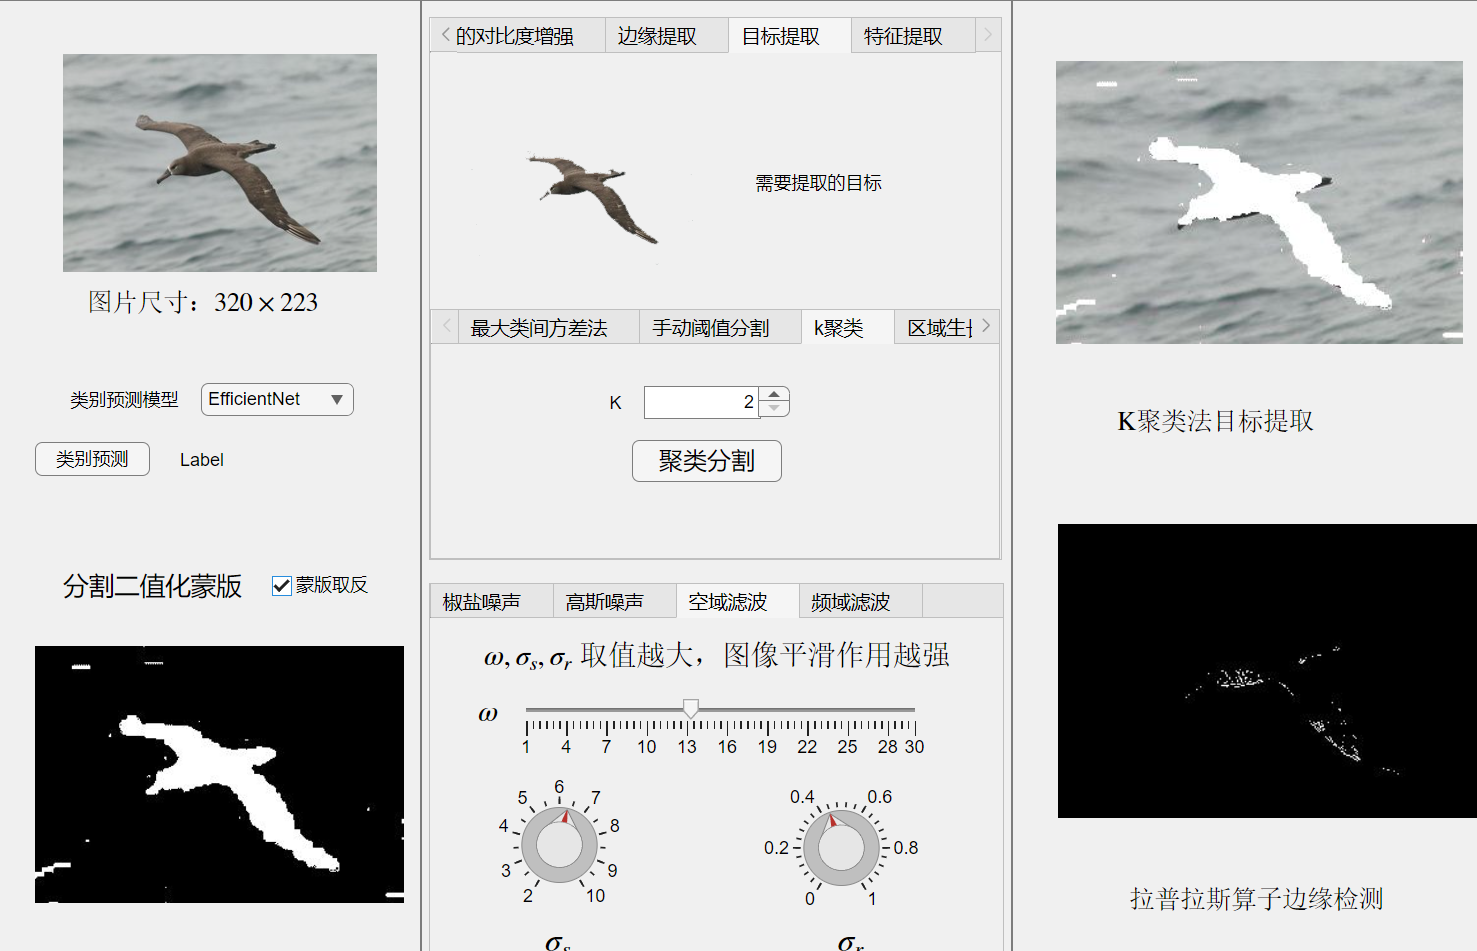 图片尺寸：320 × 223
类别预测模型 EfficientNet
类别预测 Label
分割二值化蒙版 蒙版取反
的对比度增强 边缘提取 目标提取 特征提取
需要提取的目标
最大类间方差法 手动阈值分割 k聚类 区域生长
K 2
聚类分割
椒盐噪声 高斯噪声 空域滤波 频域滤波
ω, σs, σr 取值越大，图像平滑作用越强
ω
1 4 7 10 13 16 19 22 25 28 30
2 3 4 5 6 7 8 9 10
0 0.2 0.4 0.6 0.8 1
σs σr
K聚类法目标提取
拉普拉斯算子边缘检测